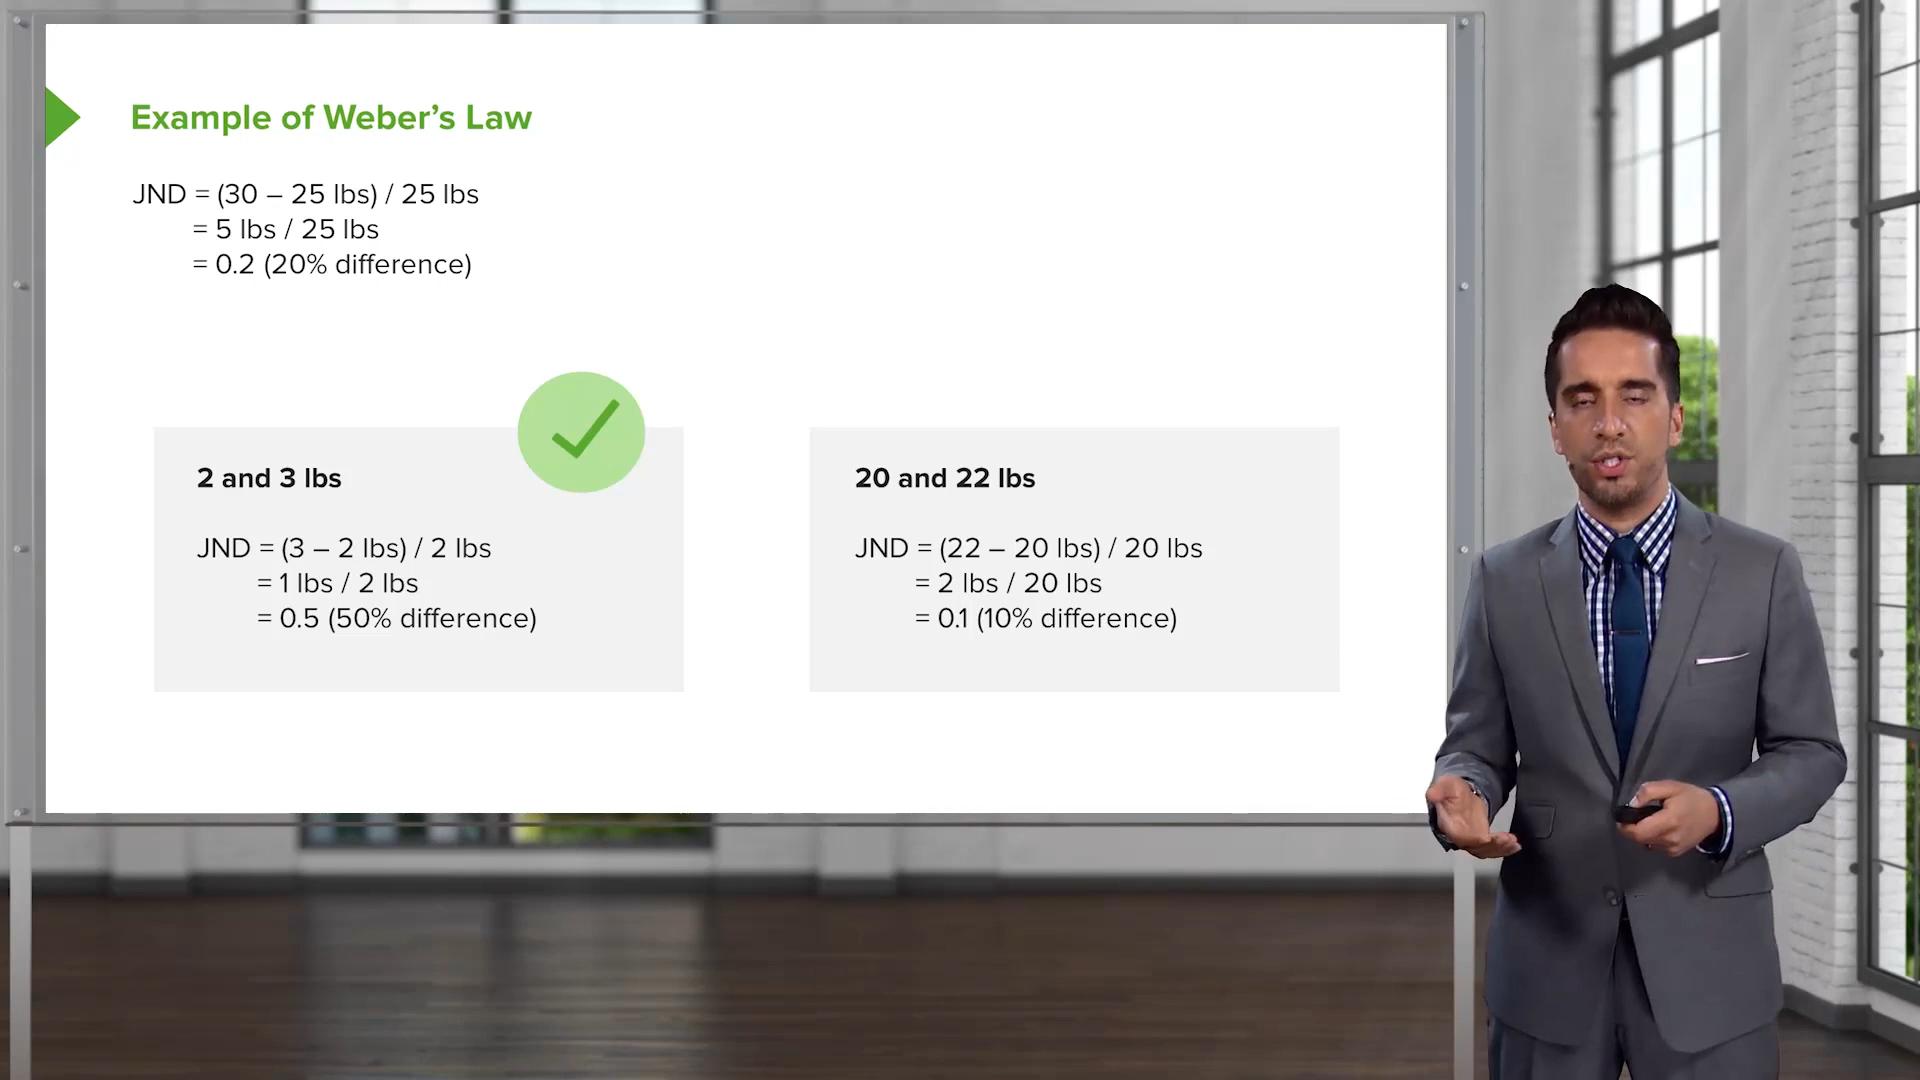 Example of Weber’s Law
JND = (30 – 25 lbs) / 25 lbs
= 5 lbs / 25 lbs
= 0.2 (20% difference)
2 and 3 lbs
JND = (3 – 2 lbs) / 2 lbs
= 1 lbs / 2 lbs
= 0.5 (50% difference)
20 and 22 lbs
JND = (22 – 20 lbs) / 20 lbs
= 2 lbs / 20 lbs
= 0.1 (10% difference)